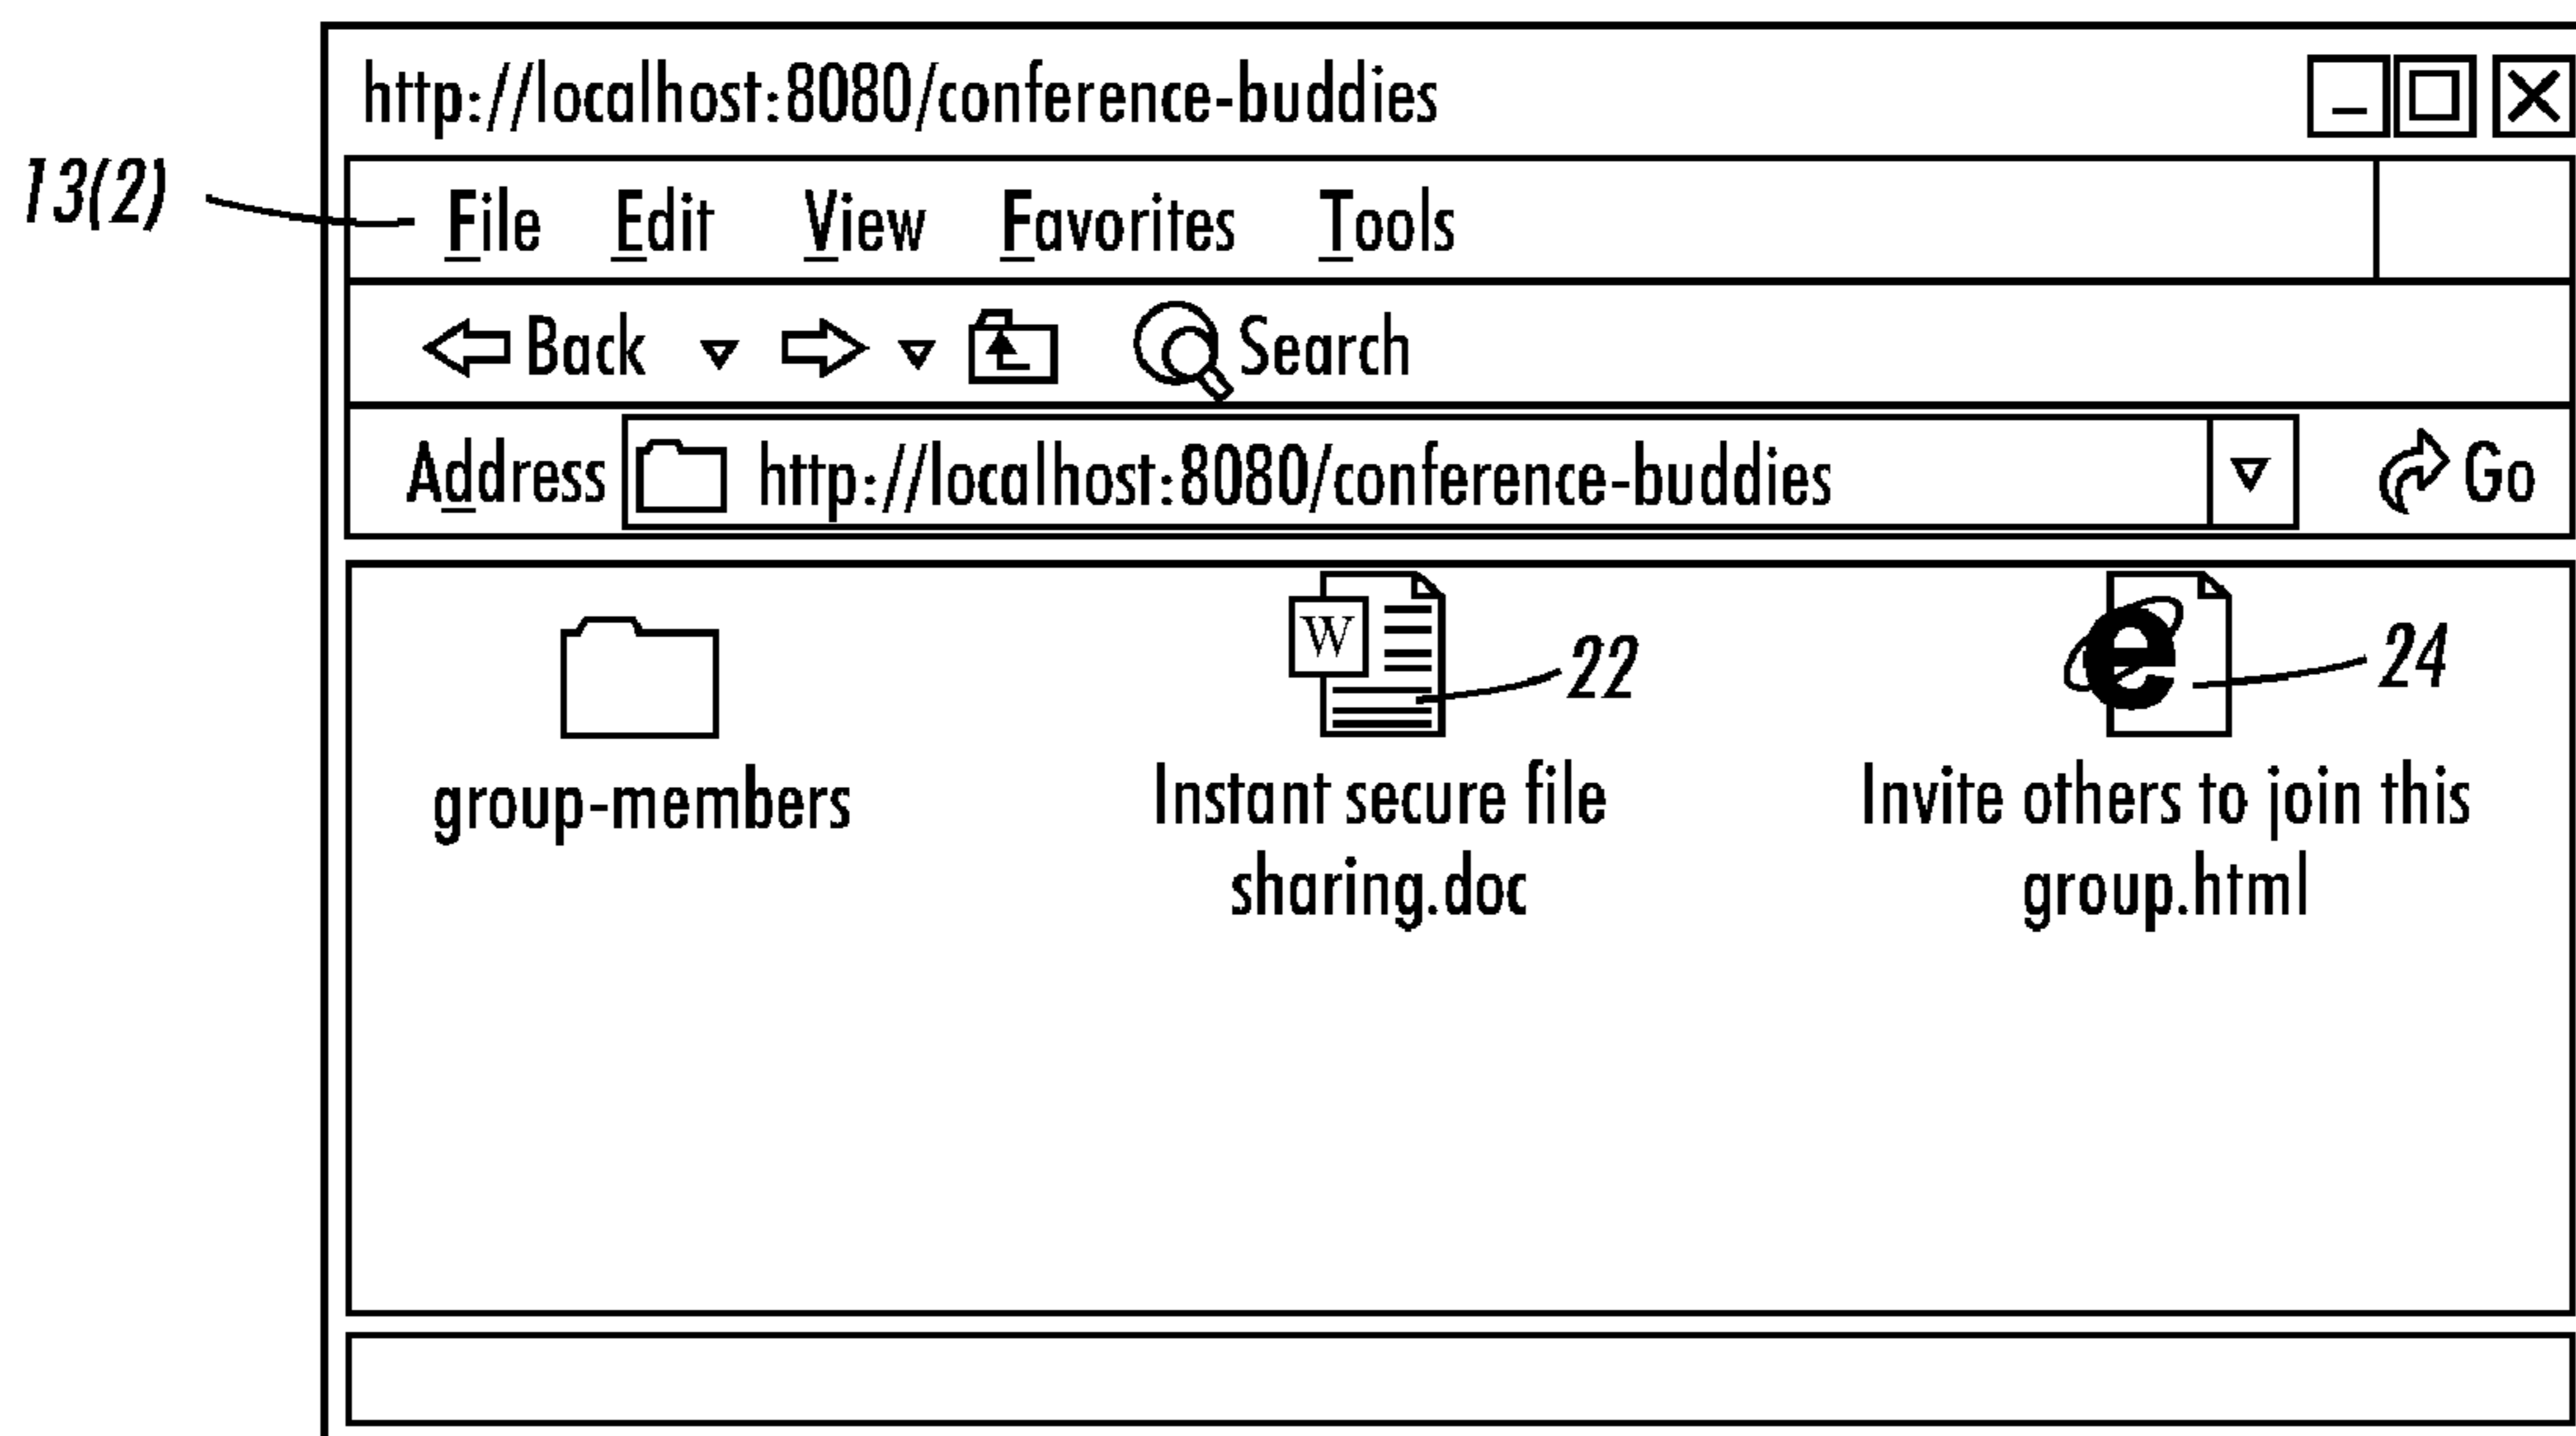 http://localhost:8080/conference-buddies
13(2)
File Edit View Favorites Tools
Back Search
Address http://localhost:8080/conference-buddies Go
W 22 e 24
group-members Instant secure file Invite others to join this
sharing.doc group.html